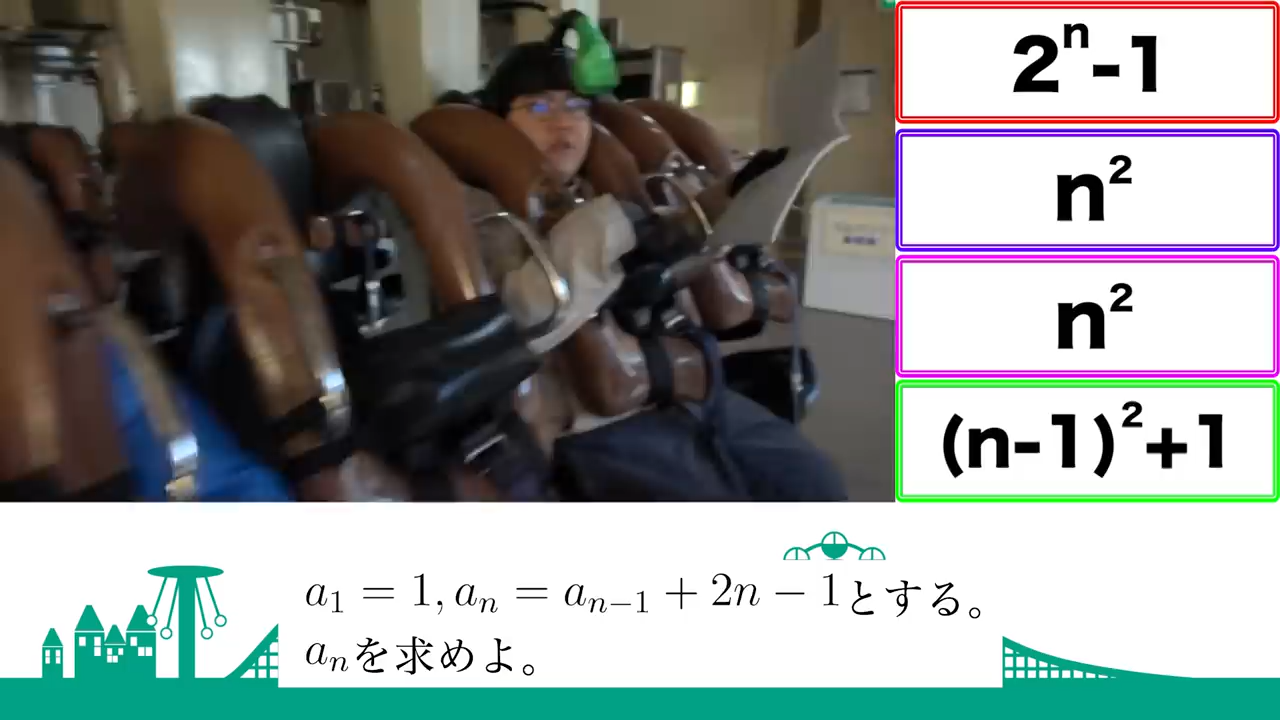 2ⁿ-1
n²
n²
(n-1)²+1
a₁ = 1, aₙ = aₙ₋₁ + 2n − 1とする。
aₙを求めよ。